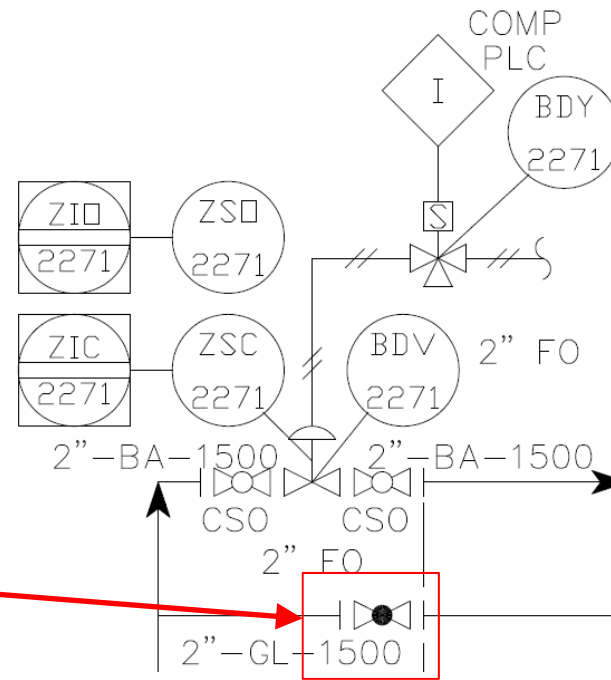 COMP
PLC
I
BDY
2271
S
ZIO
2271
ZSO
2271
ZIC
2271
ZSC
2271
BDV
2271
2" FO
2"-BA-1500
2"-BA-1500
CSO
CSO
2" FO
2"-GL-1500